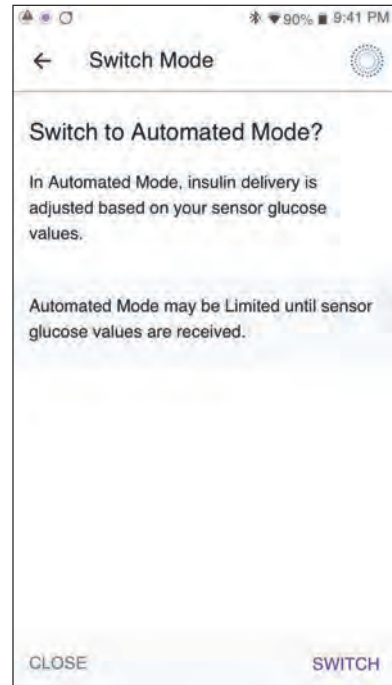 90% 9:41 PM
Switch Mode
Switch to Automated Mode?
In Automated Mode, insulin delivery is
adjusted based on your sensor glucose
values.
Automated Mode may be Limited until sensor
glucose values are received.
CLOSE SWITCH